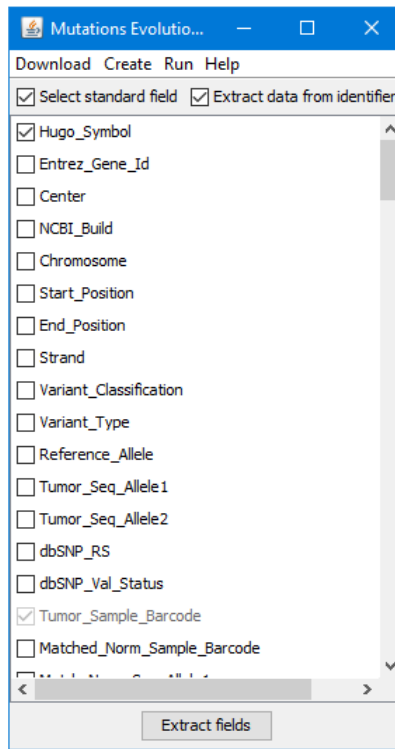 Mutations Evolutio...
Download Create Run Help
Select standard field Extract data from identifier
Hugo_Symbol
Entrez_Gene_Id
Center
NCBI_Build
Chromosome
Start_Position
End_Position
Strand
Variant_Classification
Variant_Type
Reference_Allele
Tumor_Seq_Allele1
Tumor_Seq_Allele2
dbSNP_RS
dbSNP_Val_Status
Tumor_Sample_Barcode
Matched_Norm_Sample_Barcode
Extract fields